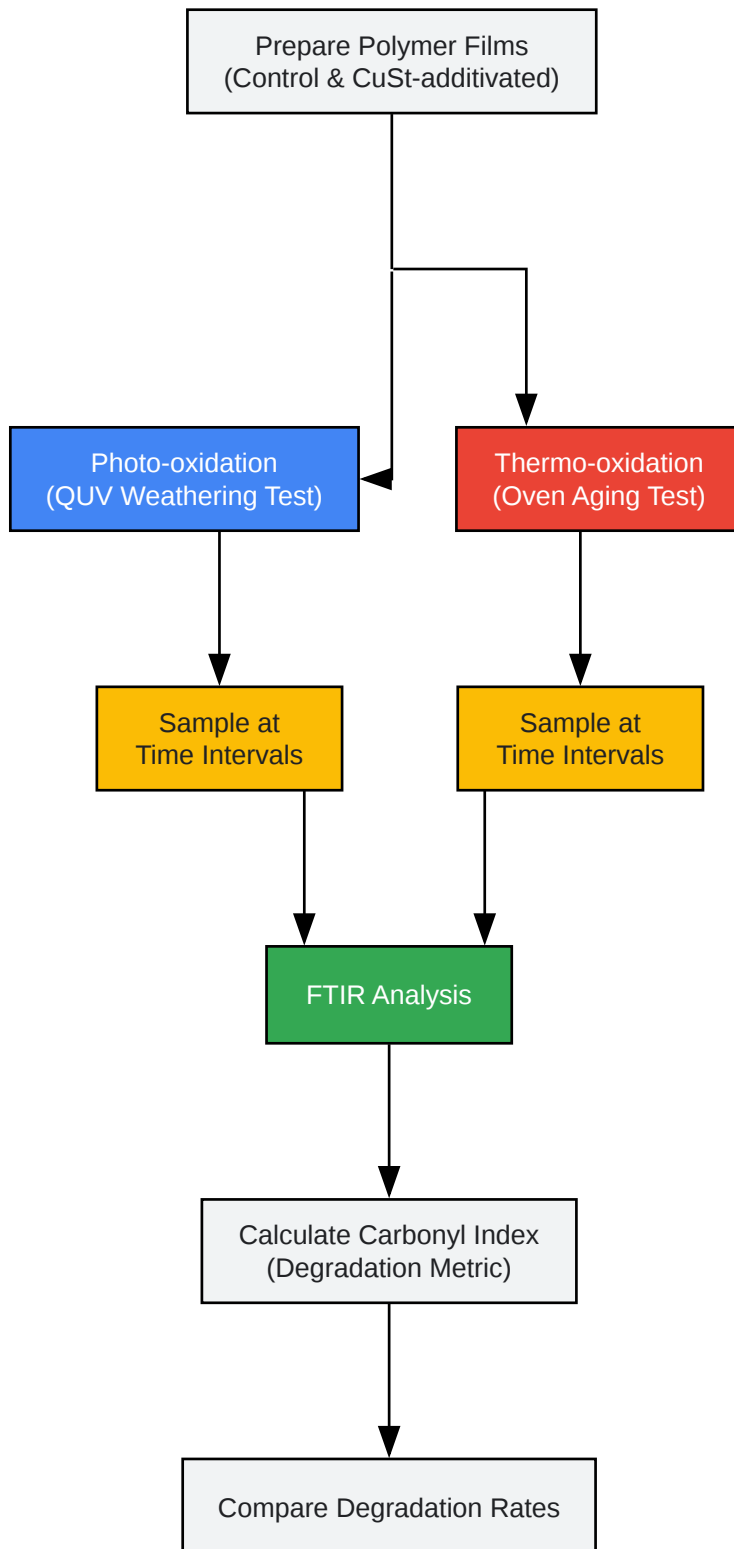 Prepare Polymer Films
(Control & CuSt-additivated)
Photo-oxidation
(QUV Weathering Test)
Thermo-oxidation
(Oven Aging Test)
Sample at
Time Intervals
Sample at
Time Intervals
FTIR Analysis
Calculate Carbonyl Index
(Degradation Metric)
Compare Degradation Rates